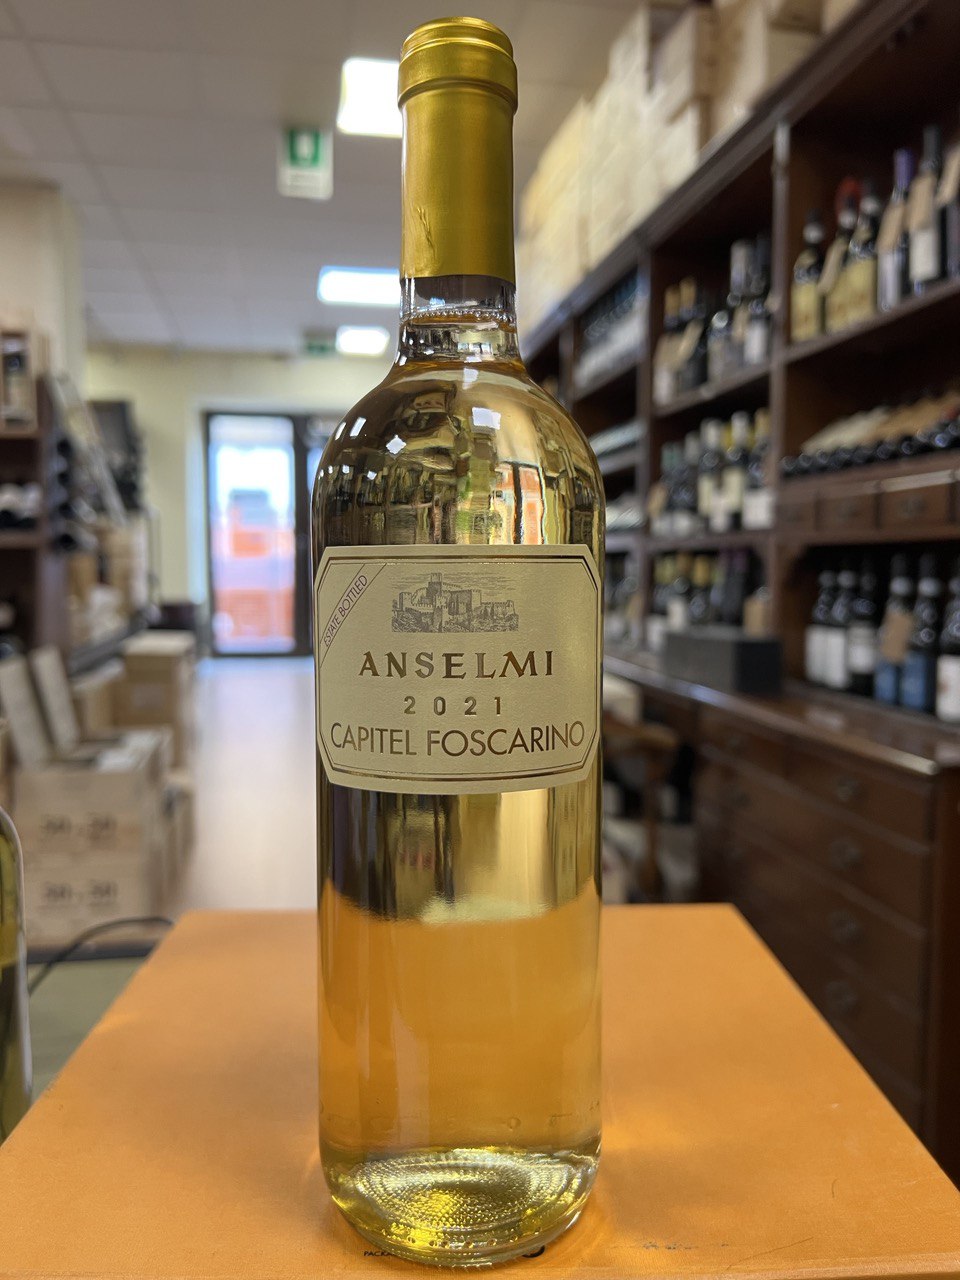 ESTATE BOTTLED
ANSELMI
2021
CAPITEL FOSCARINO